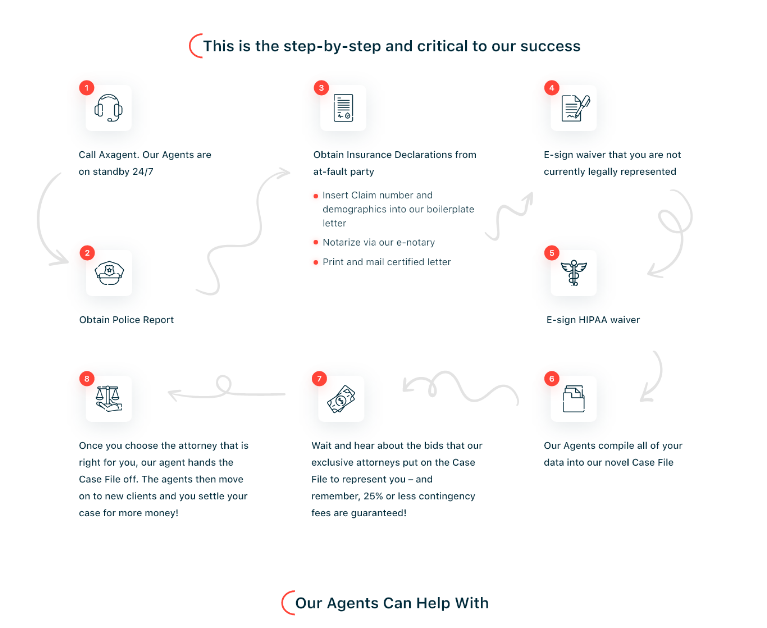 This is the step-by-step and critical to our success
1
Call Axagent. Our Agents are
on standby 24/7
2
Obtain Police Report
3
Obtain Insurance Declarations from
at-fault party
Insert Claim number and
demographics into our boilerplate
letter
Notarize via our e-notary
Print and mail certified letter
4
E-sign waiver that you are not
currently legally represented
5
E-sign HIPAA waiver
6
Our Agents compile all of your
data into our novel Case File
7
Wait and hear about the bids that our
exclusive attorneys put on the Case
File to represent you – and
remember, 25% or less contingency
fees are guaranteed!
8
Once you choose the attorney that is
right for you, our agent hands the
Case File off. The agents then move
on to new clients and you settle your
case for more money!
Our Agents Can Help With